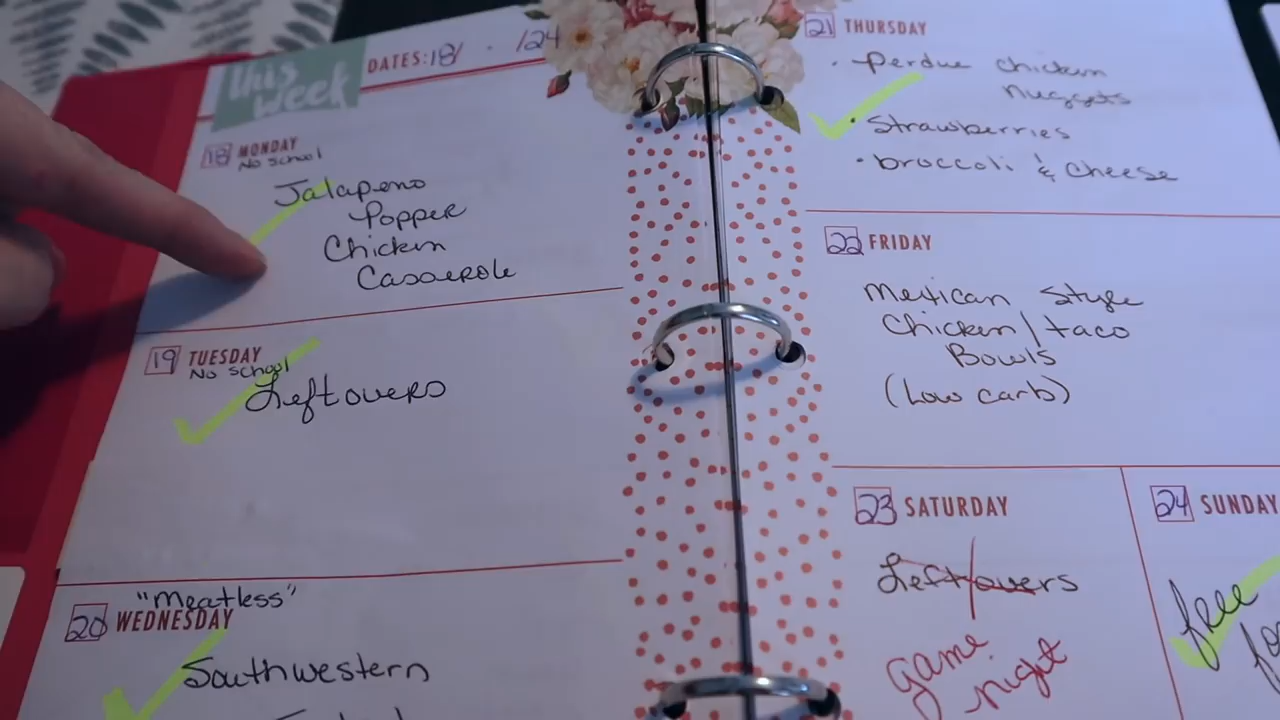 this
week
DATES: 18/ . /24
18 MONDAY
No school
Jalapeno
Popper
Chicken
Casserole
19 TUESDAY
No school
Leftovers
"Meatless"
20 WEDNESDAY
Southwestern
21 THURSDAY
• Perdue chicken
nuggets
• Strawberries
• broccoli & cheese
22 FRIDAY
Mexican Style
Chicken/taco
Bowls
(Low carb)
23 SATURDAY
Leftovers
game
night
24 SUNDAY
free